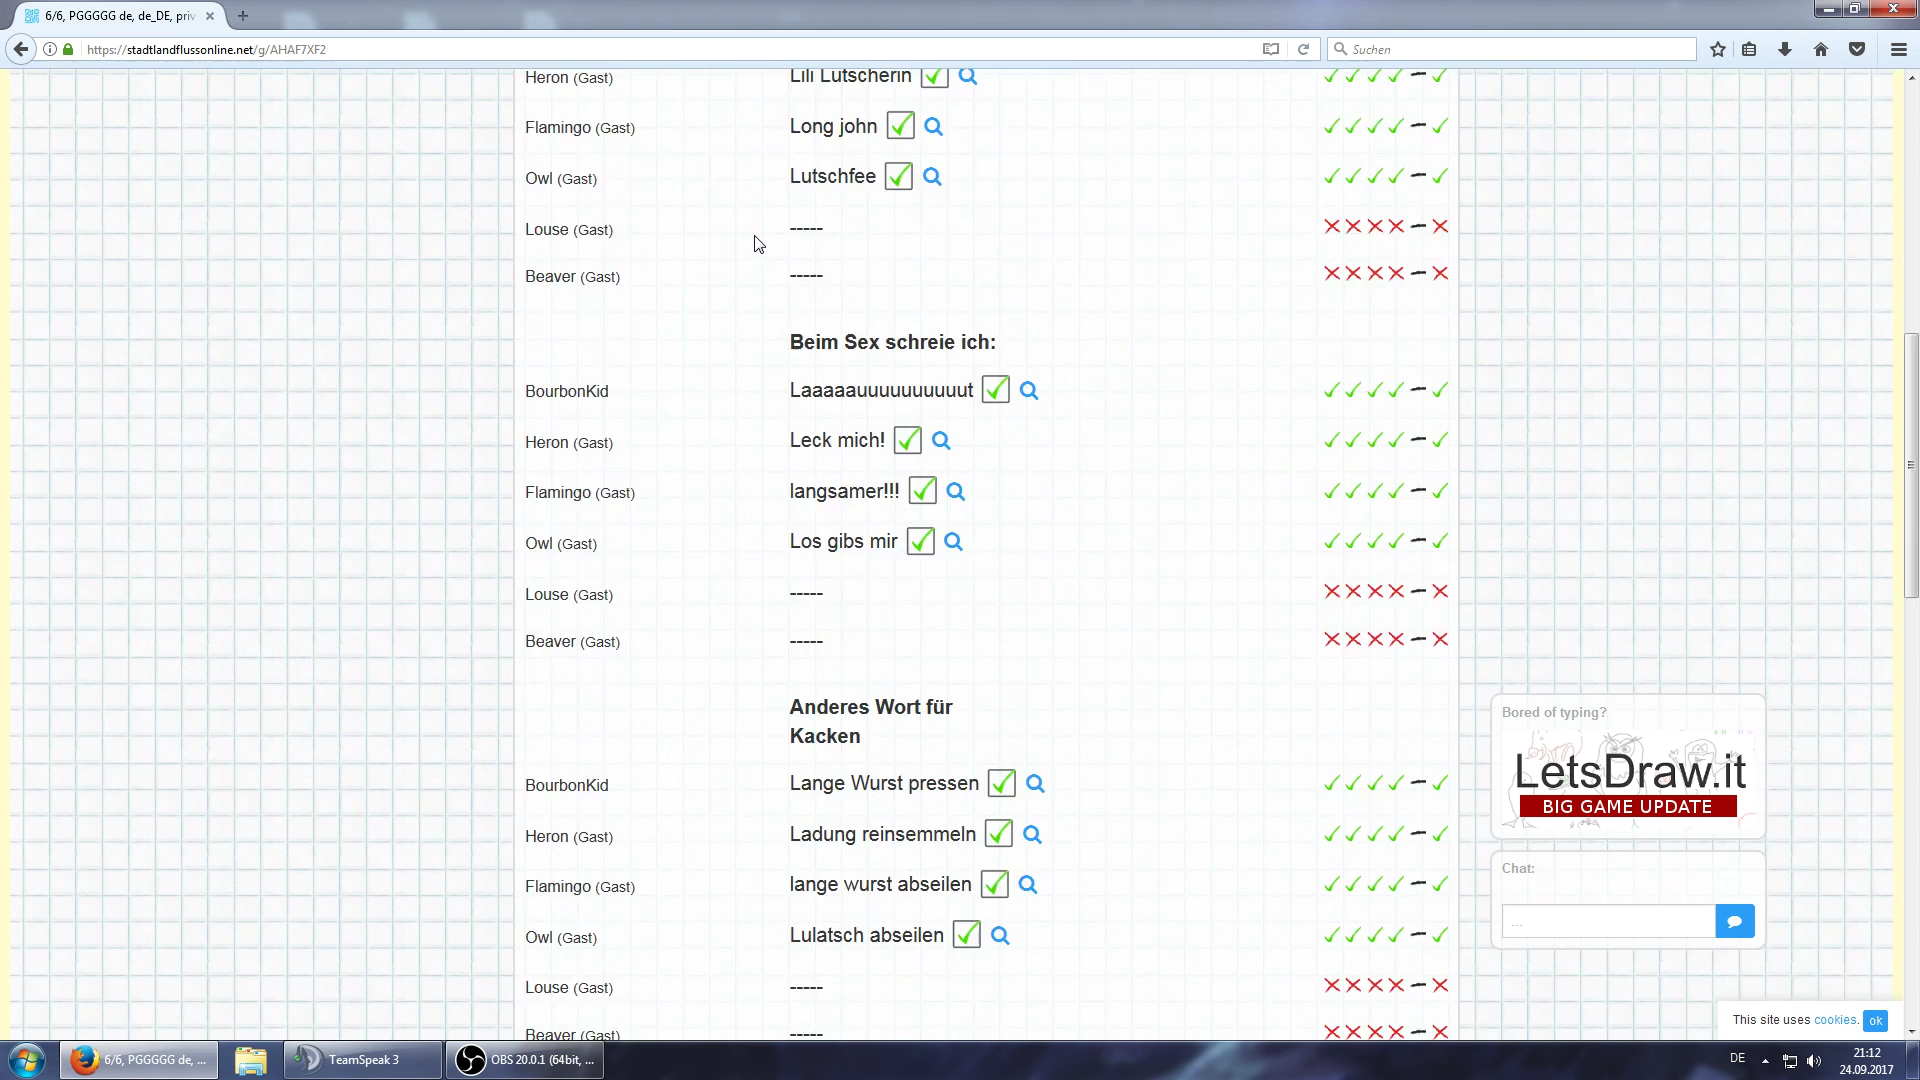 6/6, PGGGGG de, de_DE, priv
https://stadtlandflussonline.net/g/AHAF7XF2
Suchen
Heron (Gast) Lili Lutscherin
Flamingo (Gast) Long john
Owl (Gast) Lutschfee
Louse (Gast) -----
Beaver (Gast) -----
Beim Sex schreie ich:
BourbonKid Laaaaauuuuuuuuuut
Heron (Gast) Leck mich!
Flamingo (Gast) langsamer!!!
Owl (Gast) Los gibs mir
Louse (Gast) -----
Beaver (Gast) -----
Anderes Wort für
Kacken
BourbonKid Lange Wurst pressen
Heron (Gast) Ladung reinsemmeln
Flamingo (Gast) lange wurst abseilen
Owl (Gast) Lulatsch abseilen
Louse (Gast) -----
Beaver (Gast) -----
Bored of typing?
LetsDraw.it
BIG GAME UPDATE
Chat:
...
This site uses cookies. ok
6/6, PGGGGG de, ...
TeamSpeak 3
OBS 20.0.1 (64bit, ...
DE
21:12
24.09.2017